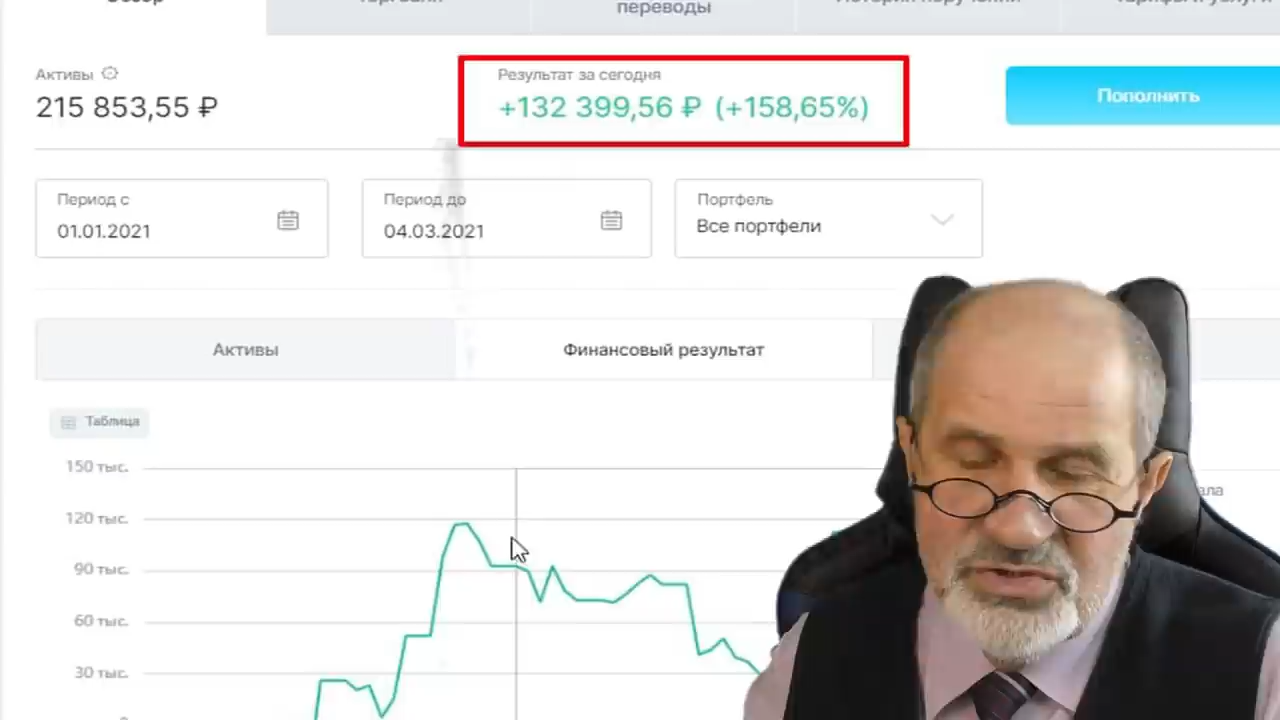 переводы
Активы
215 853,55 ₽
Результат за сегодня
+132 399,56 ₽ (+158,65%)
Пополнить
Период с
01.01.2021
Период до
04.03.2021
Портфель
Все портфели
Активы
Финансовый результат
Таблица
150 тыс.
120 тыс.
90 тыс.
60 тыс.
30 тыс.